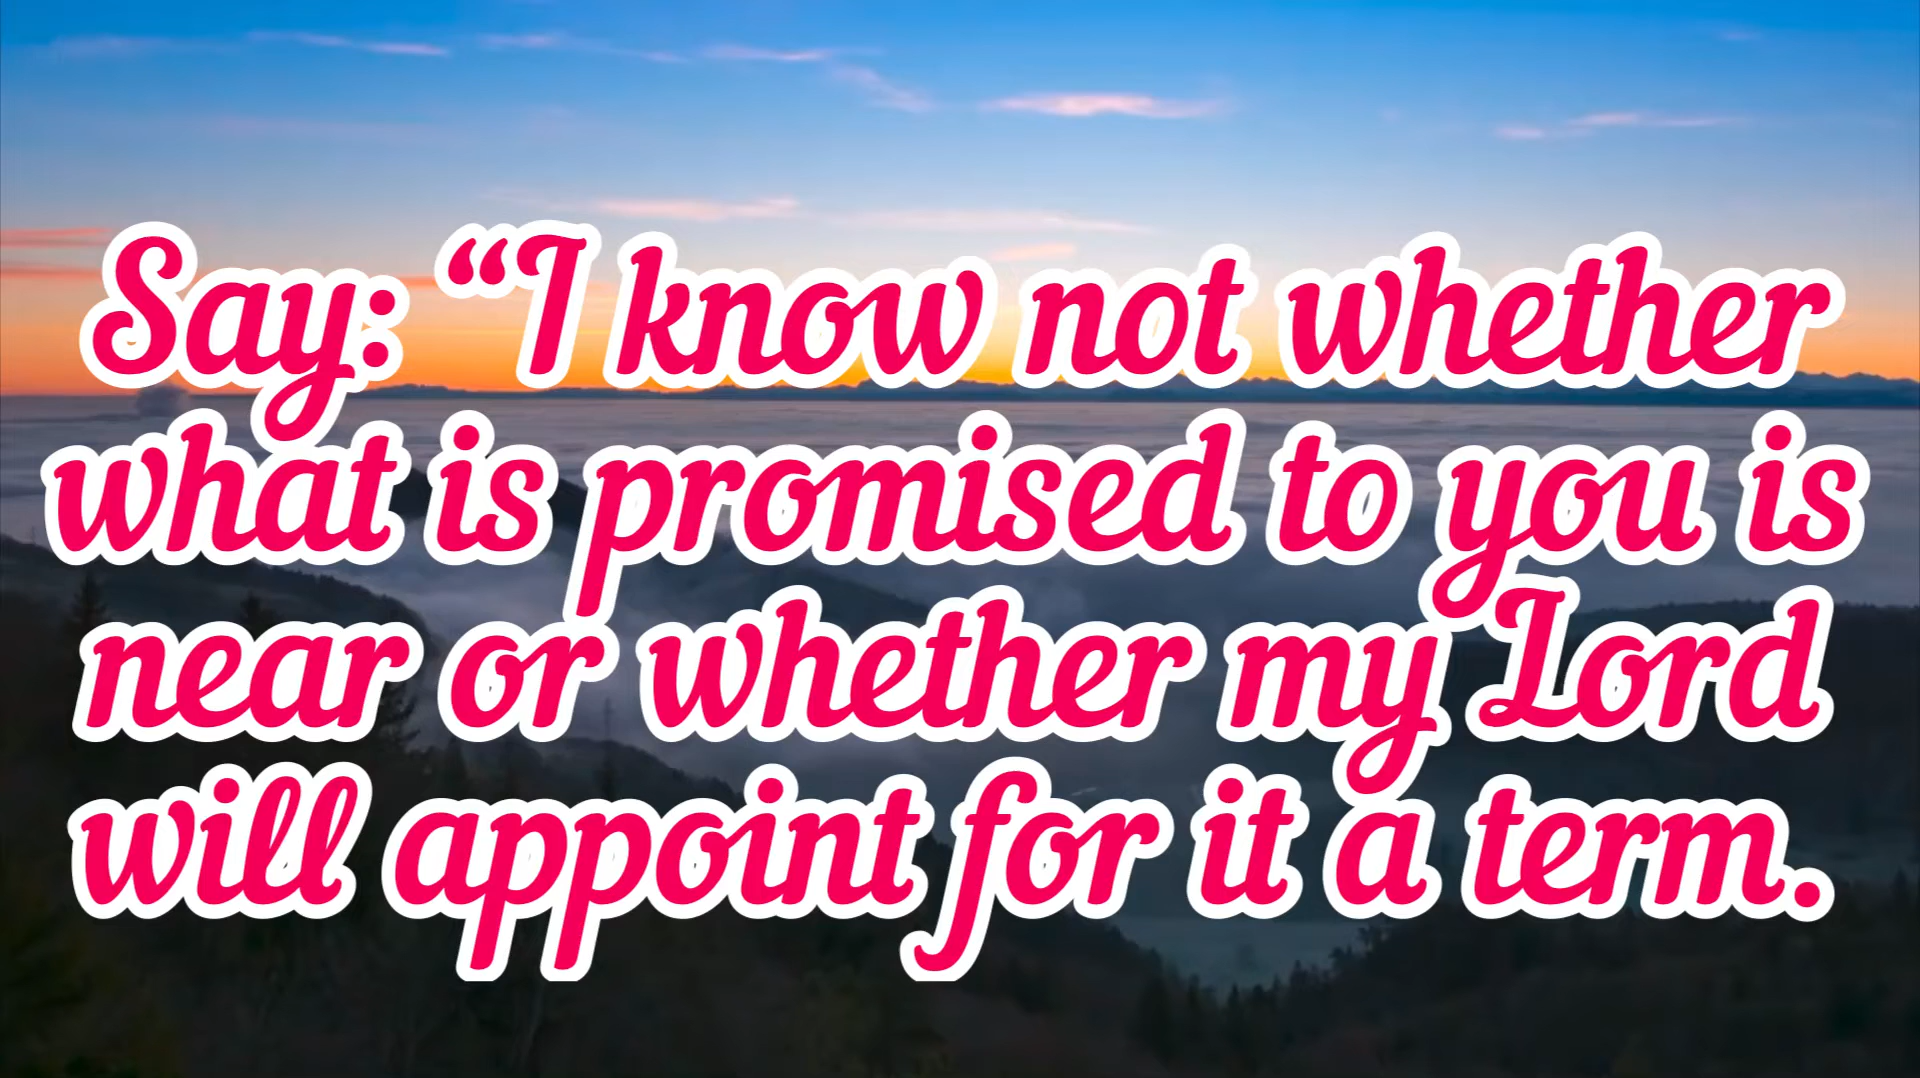 Say: “I know not whether
what is promised to you is
near or whether my Lord
will appoint for it a term.